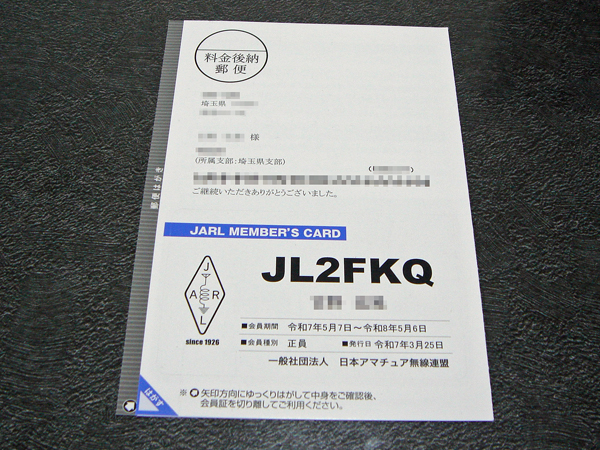 料金後納
郵便
埼玉県
様
(所属支部:埼玉県支部)
ご継続いただきありがとうございました。
郵便はがき
JARL MEMBER'S CARD
J
A R
L
since 1926
JL2FKQ
■会員期間 令和7年5月7日~令和8年5月6日
■会員種別 正員 ■発行日 令和7年3月25日
一般社団法人 日本アマチュア無線連盟
はがす
※ 矢印方向にゆっくりはがして中身をご確認後、
会員証を切り離してご利用ください。